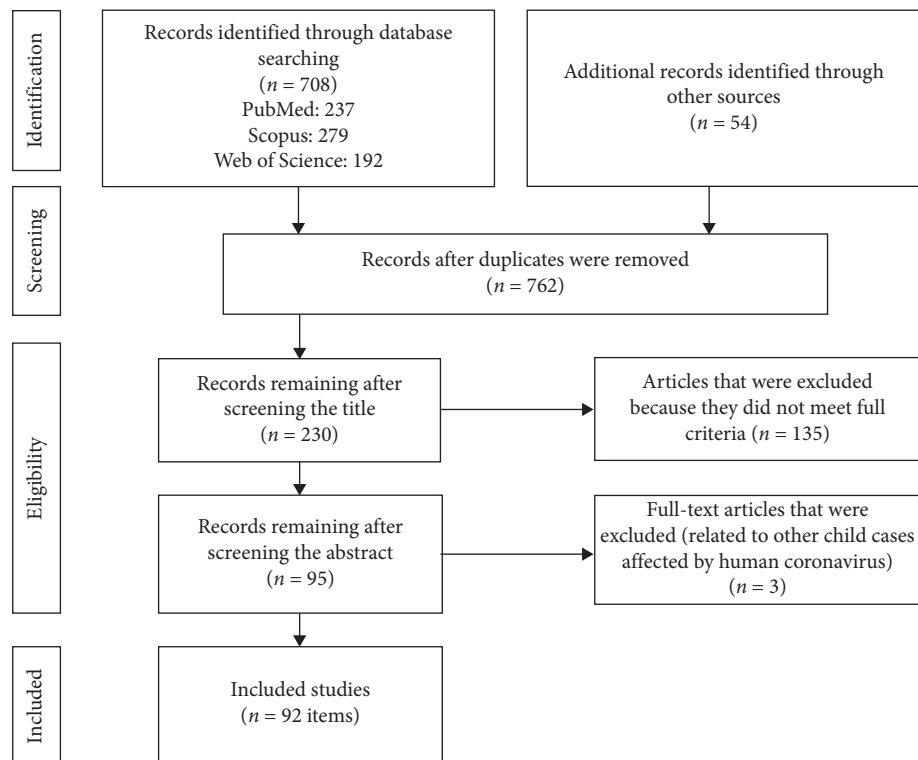 Identification
Records identified through database
searching
(n = 708)
PubMed: 237
Scopus: 279
Web of Science: 192
Additional records identified through
other sources
(n = 54)
Screening
Records after duplicates were removed
(n = 762)
Eligibility
Records remaining after
screening the title
(n = 230)
Articles that were excluded
because they did not meet full
criteria (n = 135)
Records remaining after
screening the abstract
(n = 95)
Full-text articles that were
excluded (related to other child cases
affected by human coronavirus)
(n = 3)
Included
Included studies
(n = 92 items)